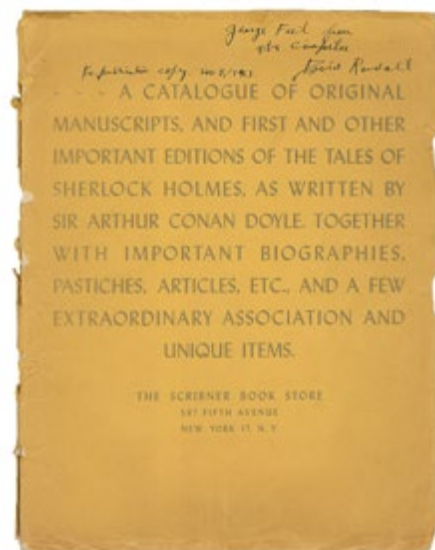 George
from
the Compiler
David Randall
copy.
- - - A CATALOGUE OF ORIGINAL
MANUSCRIPTS, AND FIRST AND OTHER
IMPORTANT EDITIONS OF THE TALES OF
SHERLOCK HOLMES, AS WRITTEN BY
SIR ARTHUR CONAN DOYLE, TOGETHER
WITH IMPORTANT BIOGRAPHIES,
PASTICHES, ARTICLES, ETC., AND A FEW
EXTRAORDINARY ASSOCIATION AND
UNIQUE ITEMS.
THE SCRIBNER BOOK STORE
597 FIFTH AVENUE
NEW YORK 17, N. Y.